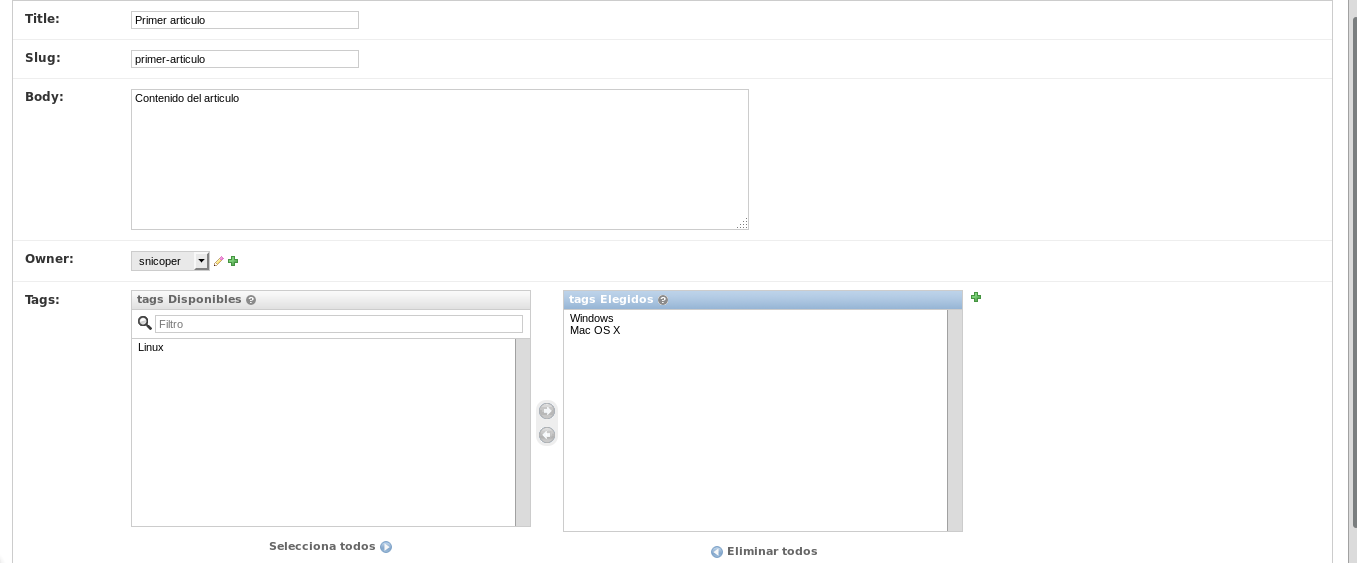 Title: Primer articulo
Slug: primer-articulo
Body: Contenido del articulo
Owner: snicoper
Tags: tags Disponibles ?
Filtro
Linux
Selecciona todos
tags Elegidos ?
Windows
Mac OS X
Eliminar todos